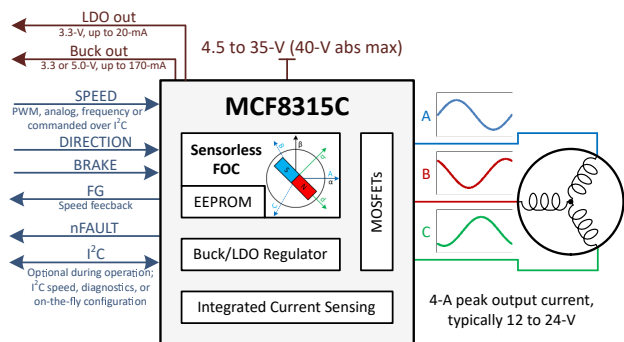 LDO out
3.3-V, up to 20-mA
Buck out
3.3 or 5.0-V, up to 170-mA
4.5 to 35-V (40-V abs max)
SPEED
PWM, analog, frequency or
commanded over I²C
DIRECTION
BRAKE
FG
Speed feecback
nFAULT
I²C
Optional during operation;
I²C speed, diagnostics, or
on-the-fly configuration
MCF8315C
Sensorless
FOC
EEPROM
β
A
α
B
C
q
d
S
N
MOSFETs
Buck/LDO Regulator
Integrated Current Sensing
A
B
C
4-A peak output current,
typically 12 to 24-V